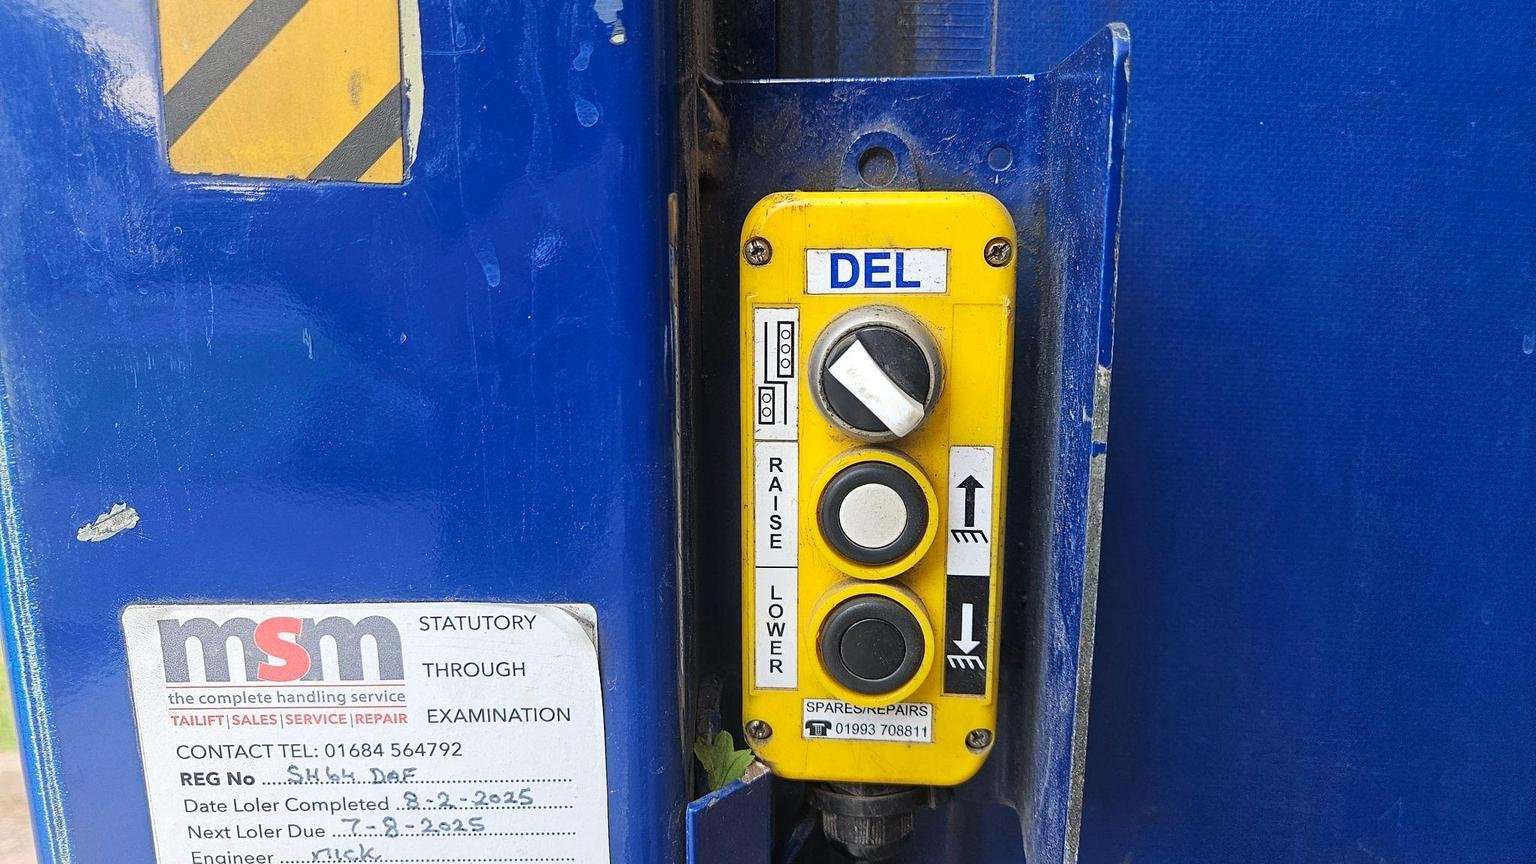 DEL
RAISE
LOWER
SPARES/REPAIRS
01993 708811
msm
the complete handling service
TAILIFT|SALES|SERVICE|REPAIR
STATUTORY
THROUGH
EXAMINATION
CONTACT TEL: 01684 564792
REG No SH64 DAF
Date Loler Completed 8-2-2025
Next Loler Due 7-8-2025
Engineer Mick